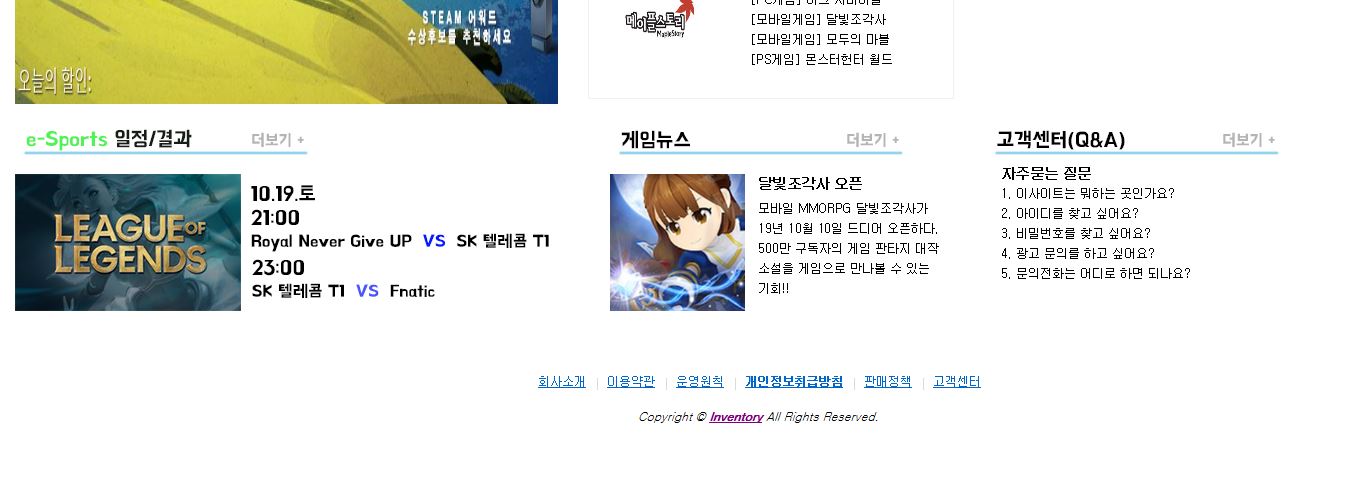 STEAM 어워드
수상후보를 추천하세요
오늘의 할인:
메이플스토리
MapleStory
[모바일게임] 달빛조각사
[모바일게임] 모두의 마블
[PS게임] 몬스터헌터 월드
e-Sports 일정/결과 더보기 +
LEAGUE OF
LEGENDS
10.19.토
21:00
Royal Never Give UP VS SK 텔레콤 T1
23:00
SK 텔레콤 T1 VS Fnatic
게임뉴스 더보기 +
달빛조각사 오픈
모바일 MMORPG 달빛조각사가
19년 10월 10일 드디어 오픈하다.
500만 구독자의 게임 판타지 대작
소설을 게임으로 만나볼 수 있는
기회!!
고객센터(Q&A) 더보기 +
자주묻는 질문
1. 이사이트는 뭐하는 곳인가요?
2. 아이디를 찾고 싶어요?
3. 비밀번호를 찾고 싶어요?
4. 광고 문의를 하고 싶어요?
5. 문의전화는 어디로 하면 되나요?
회사소개 이용약관 운영원칙 개인정보취급방침 판매정책 고객센터
Copyright © Inventory All Rights Reserved.